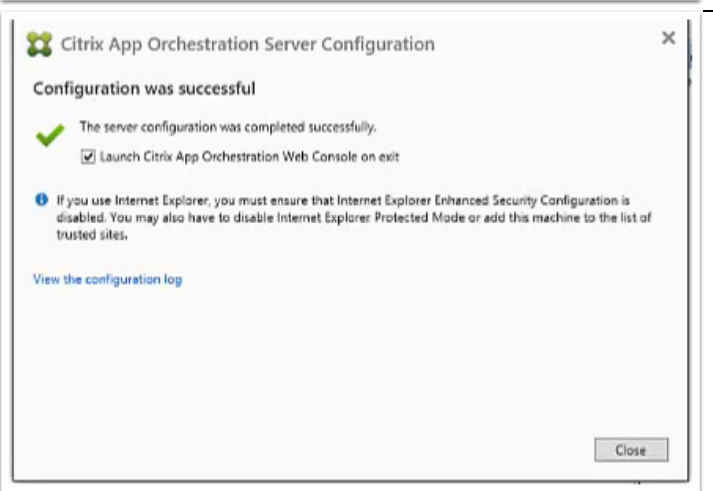 Citrix App Orchestration Server Configuration
Configuration was successful
The server configuration was completed successfully.
Launch Citrix App Orchestration Web Console on exit
If you use Internet Explorer, you must ensure that Internet Explorer Enhanced Security Configuration is
disabled. You may also have to disable Internet Explorer Protected Mode or add this machine to the list of
trusted sites.
View the configuration log
Close